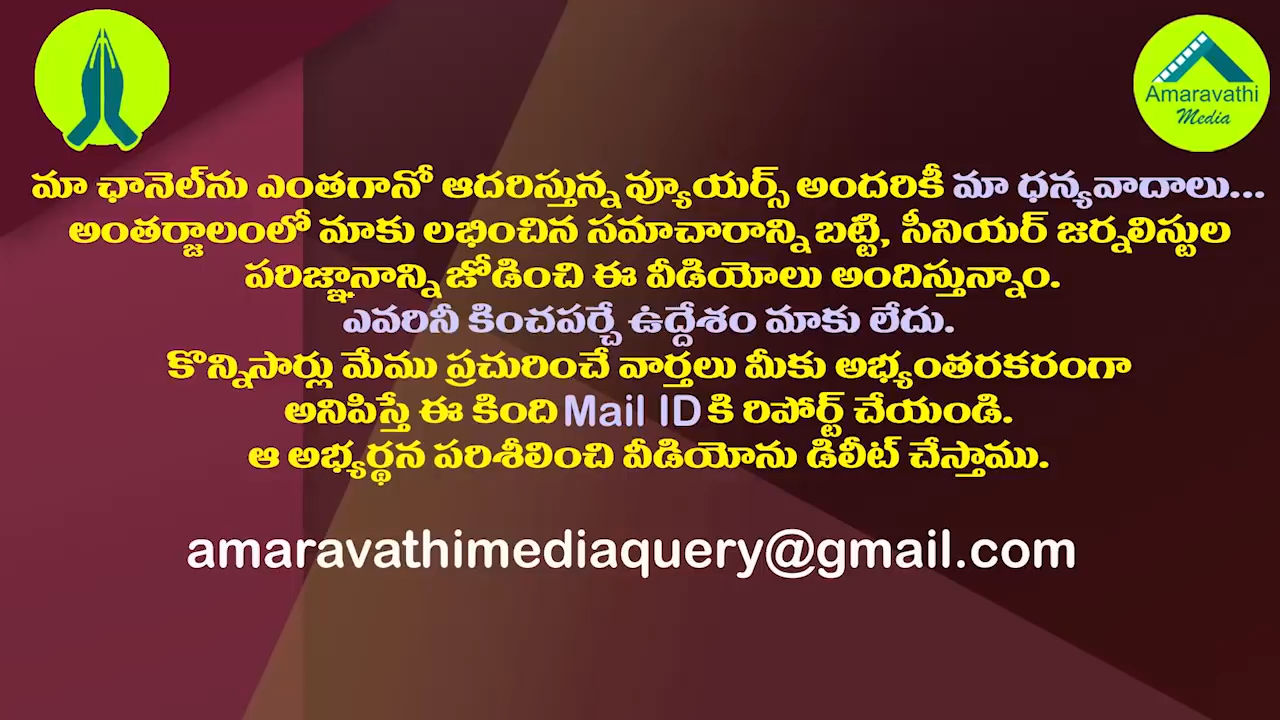 Amaravathi
Media
మా ఛానెల్‌ను ఎంతగానో ఆదరిస్తున్న వ్యూయర్స్ అందరికీ మా ధన్యవాదాలు...
అంతర్జాలంలో మాకు లభించిన సమాచారాన్ని బట్టి, సీనియర్ జర్నలిస్టుల
పరిజ్ఞానాన్ని జోడించి ఈ వీడియోలు అందిస్తున్నాం.
ఎవరినీ కించపర్చే ఉద్దేశం మాకు లేదు.
కొన్నిసార్లు మేము ప్రచురించే వార్తలు మీకు అభ్యంతరకరంగా
అనిపిస్తే ఈ కింది Mail ID కి రిపోర్ట్ చేయండి.
ఆ అభ్యర్థన పరిశీలించి వీడియోను డిలీట్ చేస్తాము.
amaravathimediaquery@gmail.com